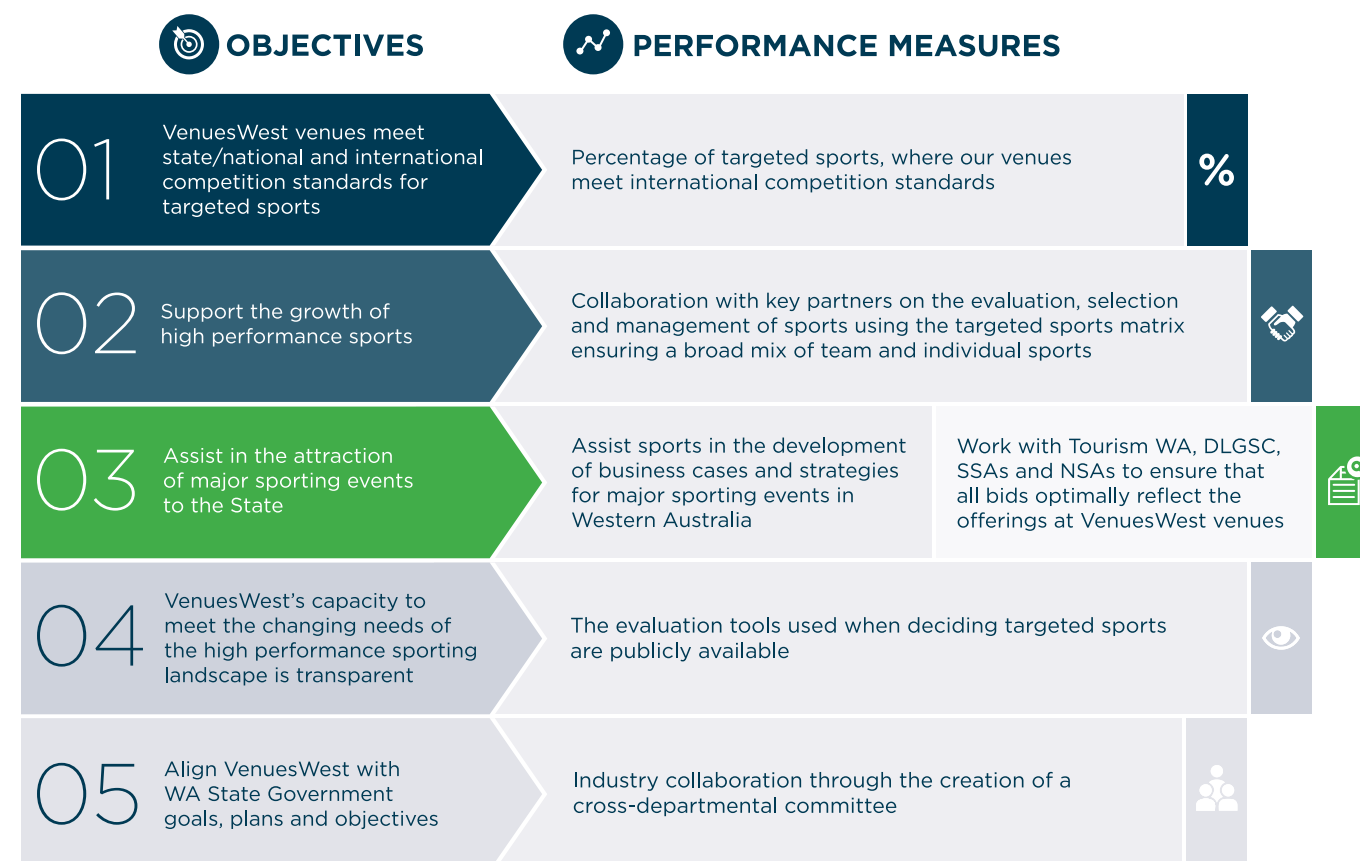 OBJECTIVES
PERFORMANCE MEASURES
01
VenuesWest venues meet
state/national and international
competition standards for
targeted sports
Percentage of targeted sports, where our venues
meet international competition standards
%
02
Support the growth of
high performance sports
Collaboration with key partners on the evaluation, selection
and management of sports using the targeted sports matrix
ensuring a broad mix of team and individual sports
03
Assist in the attraction
of major sporting events
to the State
Assist sports in the development
of business cases and strategies
for major sporting events in
Western Australia
Work with Tourism WA, DLGSC,
SSAs and NSAs to ensure that
all bids optimally reflect the
offerings at VenuesWest venues
04
VenuesWest’s capacity to
meet the changing needs of
the high performance sporting
landscape is transparent
The evaluation tools used when deciding targeted sports
are publicly available
05
Align VenuesWest with
WA State Government
goals, plans and objectives
Industry collaboration through the creation of a
cross-departmental committee